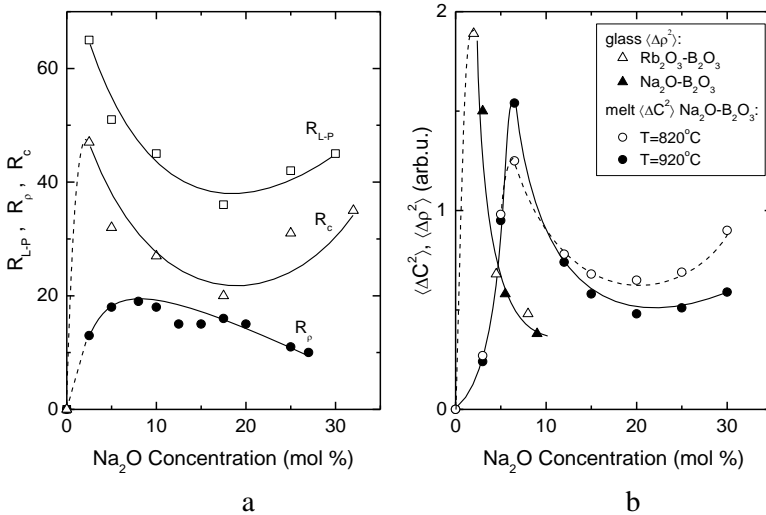 60
40
20
0
R_L-P , R_ρ , R_c
R_L-P
R_c
R_ρ
0 10 20 30
Na₂O Concentration (mol %)
a
2
1
0
⟨ΔC²⟩, ⟨Δρ²⟩ (arb.u.)
glass ⟨Δρ²⟩:
Rb₂O₃-B₂O₃
Na₂O-B₂O₃
melt ⟨ΔC²⟩ Na₂O-B₂O₃:
T=820°C
T=920°C
0 10 20 30
Na₂O Concentration (mol %)
b